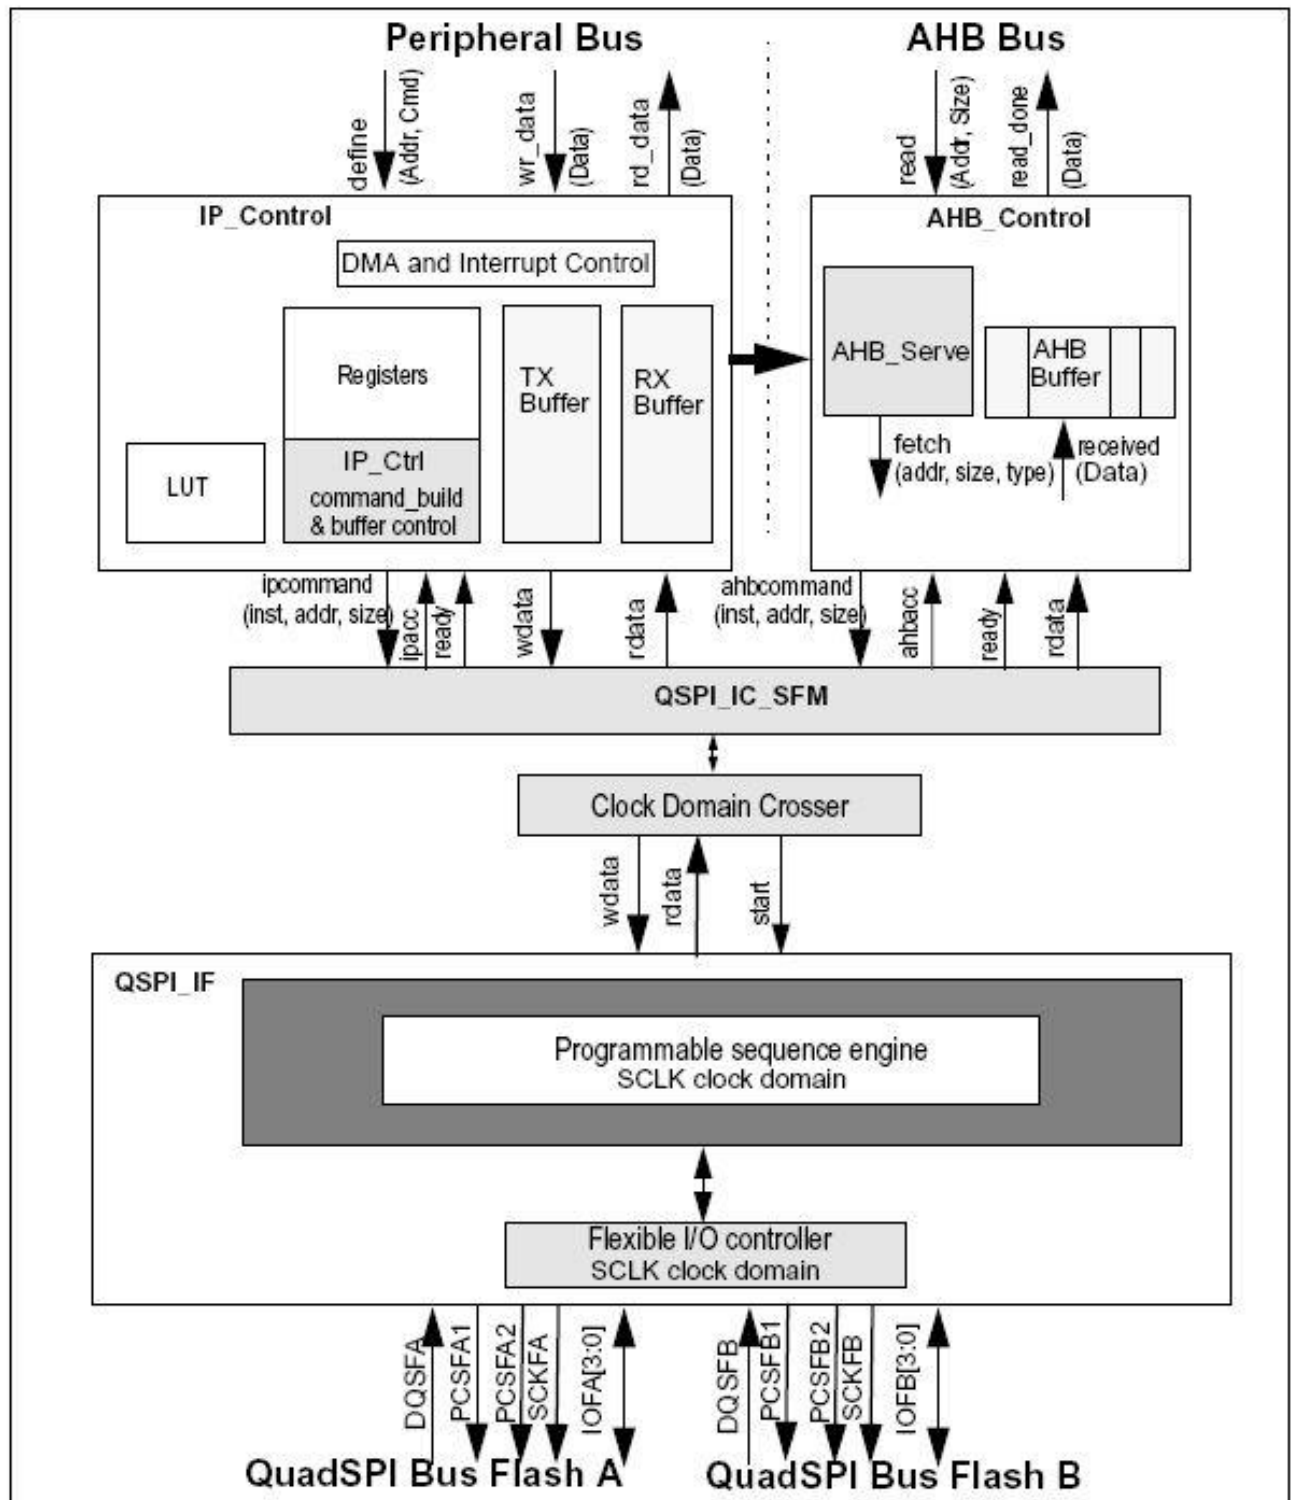 Peripheral Bus
AHB Bus
define
(Addr, Cmd)
wr_data
(Data)
rd_data
(Data)
read
(Addr, Size)
read_done
(Data)
IP_Control
AHB_Control
DMA and Interrupt Control
Registers
TX
Buffer
RX
Buffer
AHB_Serve
AHB
Buffer
LUT
IP_Ctrl
command_build
& buffer control
fetch
(addr, size, type)
received
(Data)
ipcommand
(inst, addr, size)
ipacc
ready
wdata
rdata
ahbcommand
(inst, addr, size)
ahbacc
ready
rdata
QSPI_IC_SFM
Clock Domain Crosser
wdata
rdata
start
QSPI_IF
Programmable sequence engine
SCLK clock domain
Flexible I/O controller
SCLK clock domain
DQSFA
PCSFA1
PCSFA2
SCKFA
IOFA[3:0]
DQSFB
PCSFB1
PCSFB2
SCKFB
IOFB[3:0]
QuadSPI Bus Flash A
QuadSPI Bus Flash B